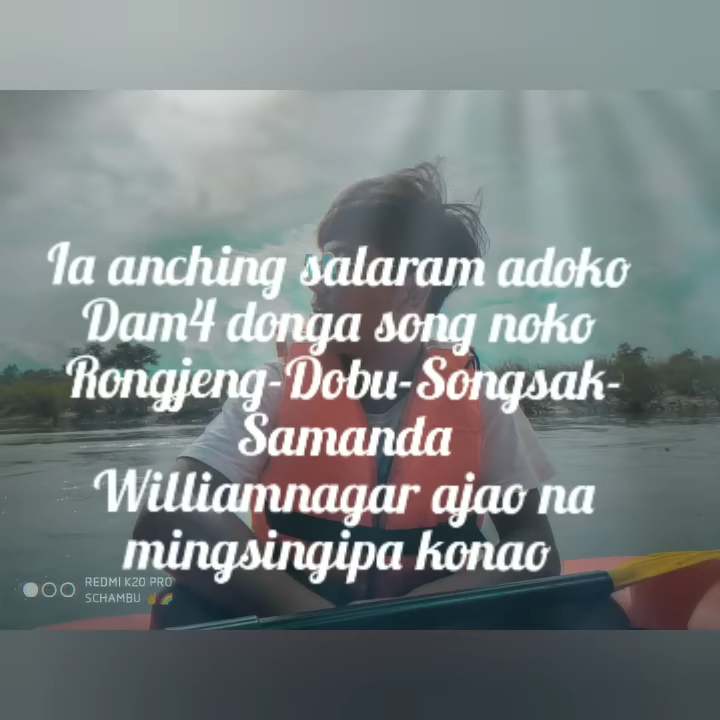 Ia anching salaram adoko
Dam4 donga song noko
Rongjeng-Dobu-Songsak-
Samanda
Williamnagar ajao na
mingsingipa konao
REDMI K20 PRO
SCHAMBU ✌️🌈